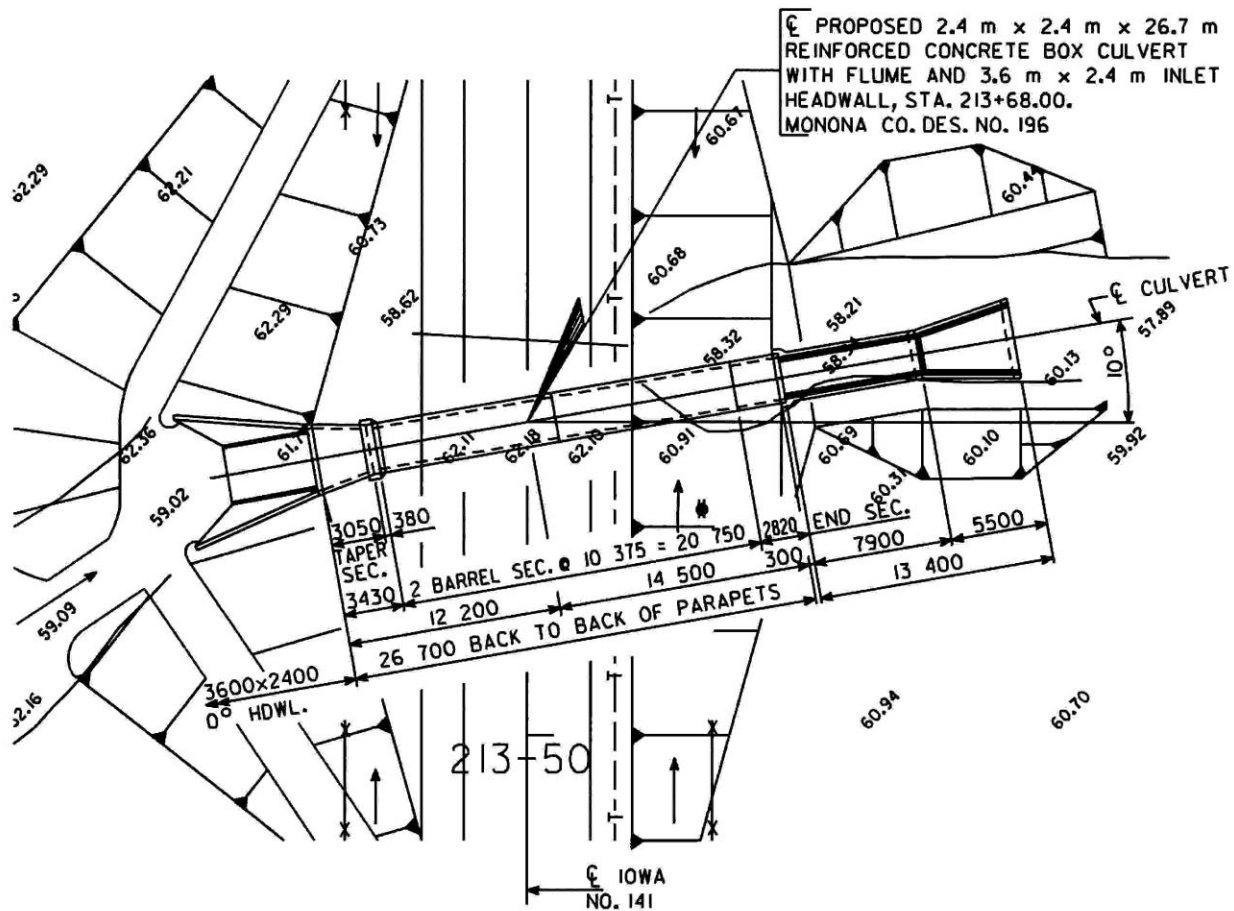 ℄ PROPOSED 2.4 m x 2.4 m x 26.7 m
REINFORCED CONCRETE BOX CULVERT
WITH FLUME AND 3.6 m x 2.4 m INLET
HEADWALL, STA. 213+68.00.
MONONA CO. DES. NO. 196
62.29
62.21
60.73
62.29
58.62
60.67
60.68
60.44
58.21
58.32
℄ CULVERT
57.89
10°
60.13
62.36
61.7
62.11
62.18
62.10
60.91
60.69
60.10
60.31
59.92
59.02
59.09
3050
380
TAPER
SEC.
3430
2 BARREL SEC. @ 10 375 = 20 750
2820
END SEC.
7900
5500
12 200
14 500
300
13 400
26 700 BACK TO BACK OF PARAPETS
3600x2400
0° HDWL.
60.94
60.70
213+50
℄ IOWA
NO. 141